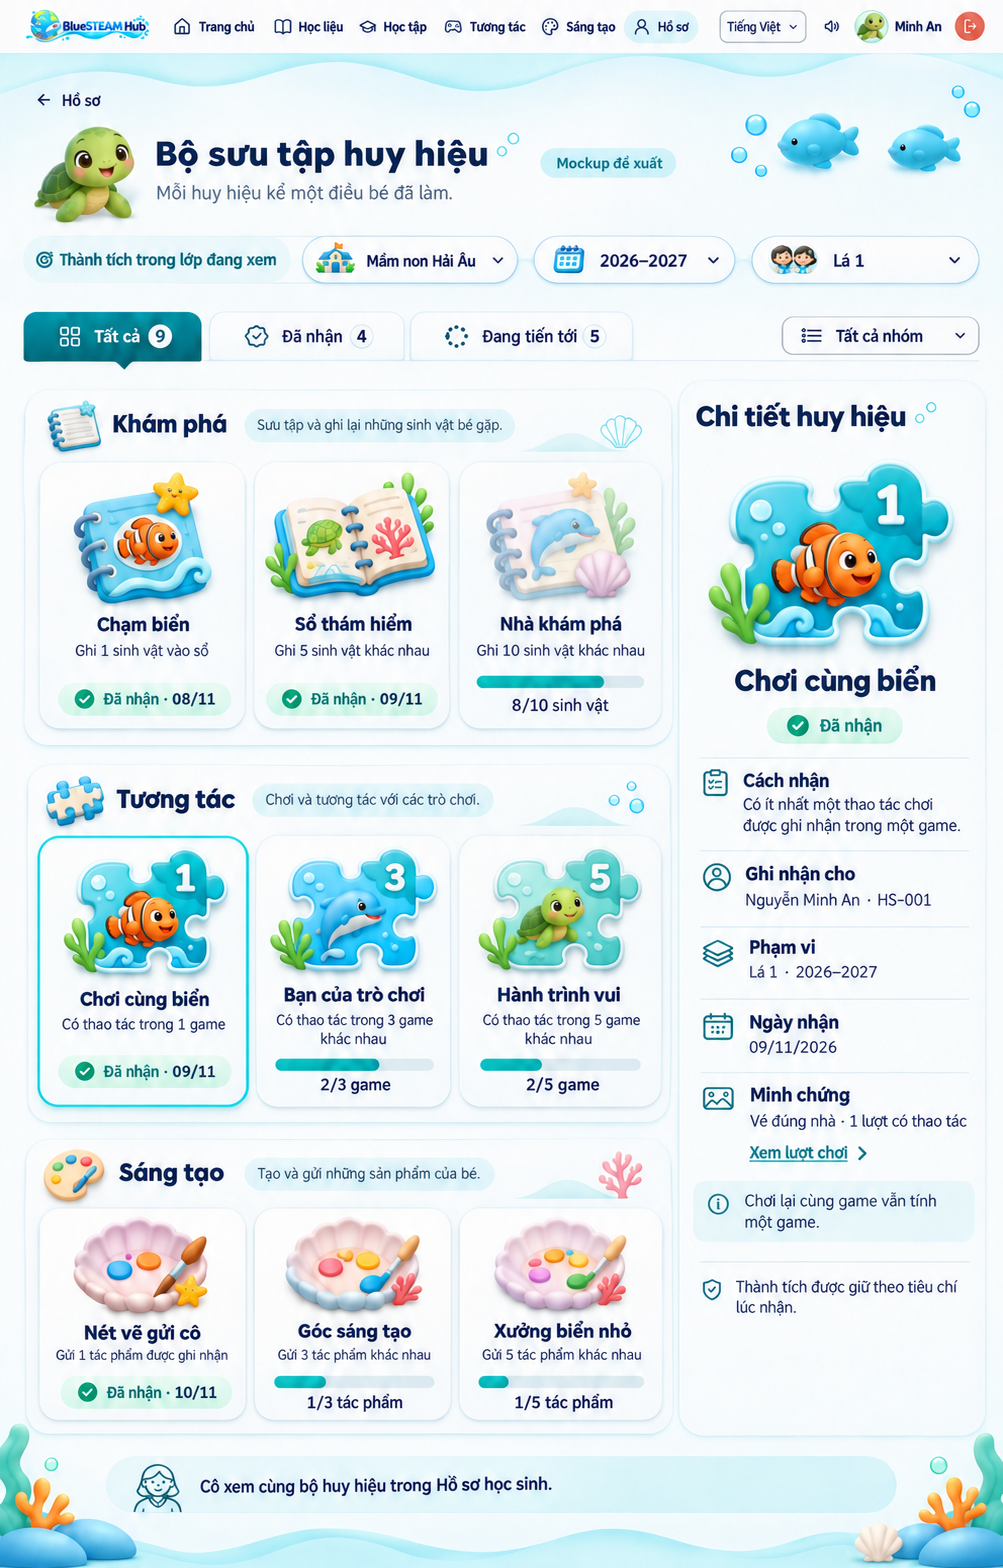 BlueSTEAM Hub
Trang chủ
Học liệu
Học tập
Tương tác
Sáng tạo
Hồ sơ
Tiếng Việt
Minh An
Hồ sơ
Bộ sưu tập huy hiệu
Mockup đề xuất
Mỗi huy hiệu kể một điều bé đã làm.
Thành tích trong lớp đang xem
Mầm non Hải Âu
2026–2027
Lá 1
Tất cả 9
Đã nhận 4
Đang tiến tới 5
Tất cả nhóm
Khám phá
Sưu tập và ghi lại những sinh vật bé gặp.
Chạm biển
Ghi 1 sinh vật vào sổ
Đã nhận · 08/11
Sổ thám hiểm
Ghi 5 sinh vật khác nhau
Đã nhận · 09/11
Nhà khám phá
Ghi 10 sinh vật khác nhau
8/10 sinh vật
Tương tác
Chơi và tương tác với các trò chơi.
1
Chơi cùng biển
Có thao tác trong 1 game
Đã nhận · 09/11
3
Bạn của trò chơi
Có thao tác trong 3 game
khác nhau
2/3 game
5
Hành trình vui
Có thao tác trong 5 game
khác nhau
2/5 game
Sáng tạo
Tạo và gửi những sản phẩm của bé.
Nét vẽ gửi cô
Gửi 1 tác phẩm được ghi nhận
Đã nhận · 10/11
Góc sáng tạo
Gửi 3 tác phẩm khác nhau
1/3 tác phẩm
Xưởng biển nhỏ
Gửi 5 tác phẩm khác nhau
1/5 tác phẩm
Chi tiết huy hiệu
1
Chơi cùng biển
Đã nhận
Cách nhận
Có ít nhất một thao tác chơi
được ghi nhận trong một game.
Ghi nhận cho
Nguyễn Minh An · HS-001
Phạm vi
Lá 1 · 2026–2027
Ngày nhận
09/11/2026
Minh chứng
Vé đúng nhà · 1 lượt có thao tác
Xem lượt chơi
Chơi lại cùng game vẫn tính
một game.
Thành tích được giữ theo tiêu chí
lúc nhận.
Cô xem cùng bộ huy hiệu trong Hồ sơ học sinh.